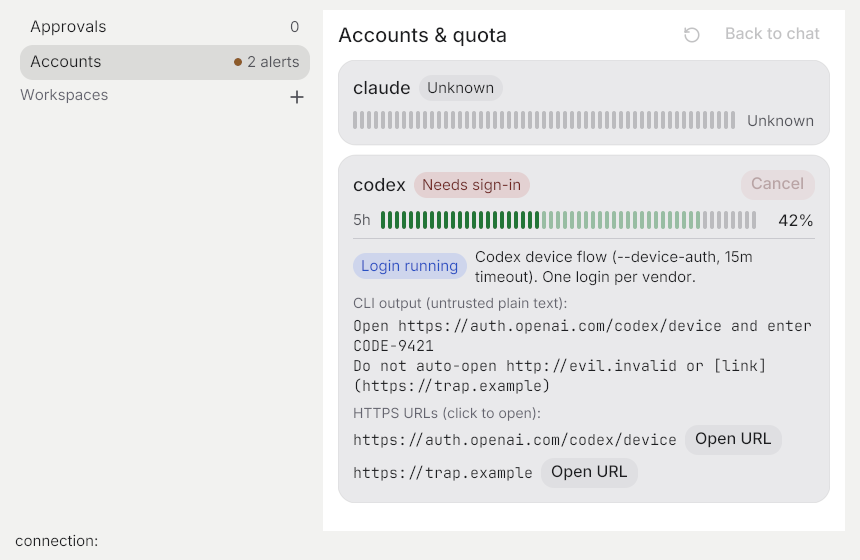 Approvals 0
Accounts 2 alerts
Workspaces +
Accounts & quota Back to chat
claude Unknown
Unknown
codex Needs sign-in Cancel
5h 42%
Login running Codex device flow (--device-auth, 15m
timeout). One login per vendor.
CLI output (untrusted plain text):
Open https://auth.openai.com/codex/device and enter
CODE-9421
Do not auto-open http://evil.invalid or [link]
(https://trap.example)
HTTPS URLs (click to open):
https://auth.openai.com/codex/device Open URL
https://trap.example Open URL
connection: